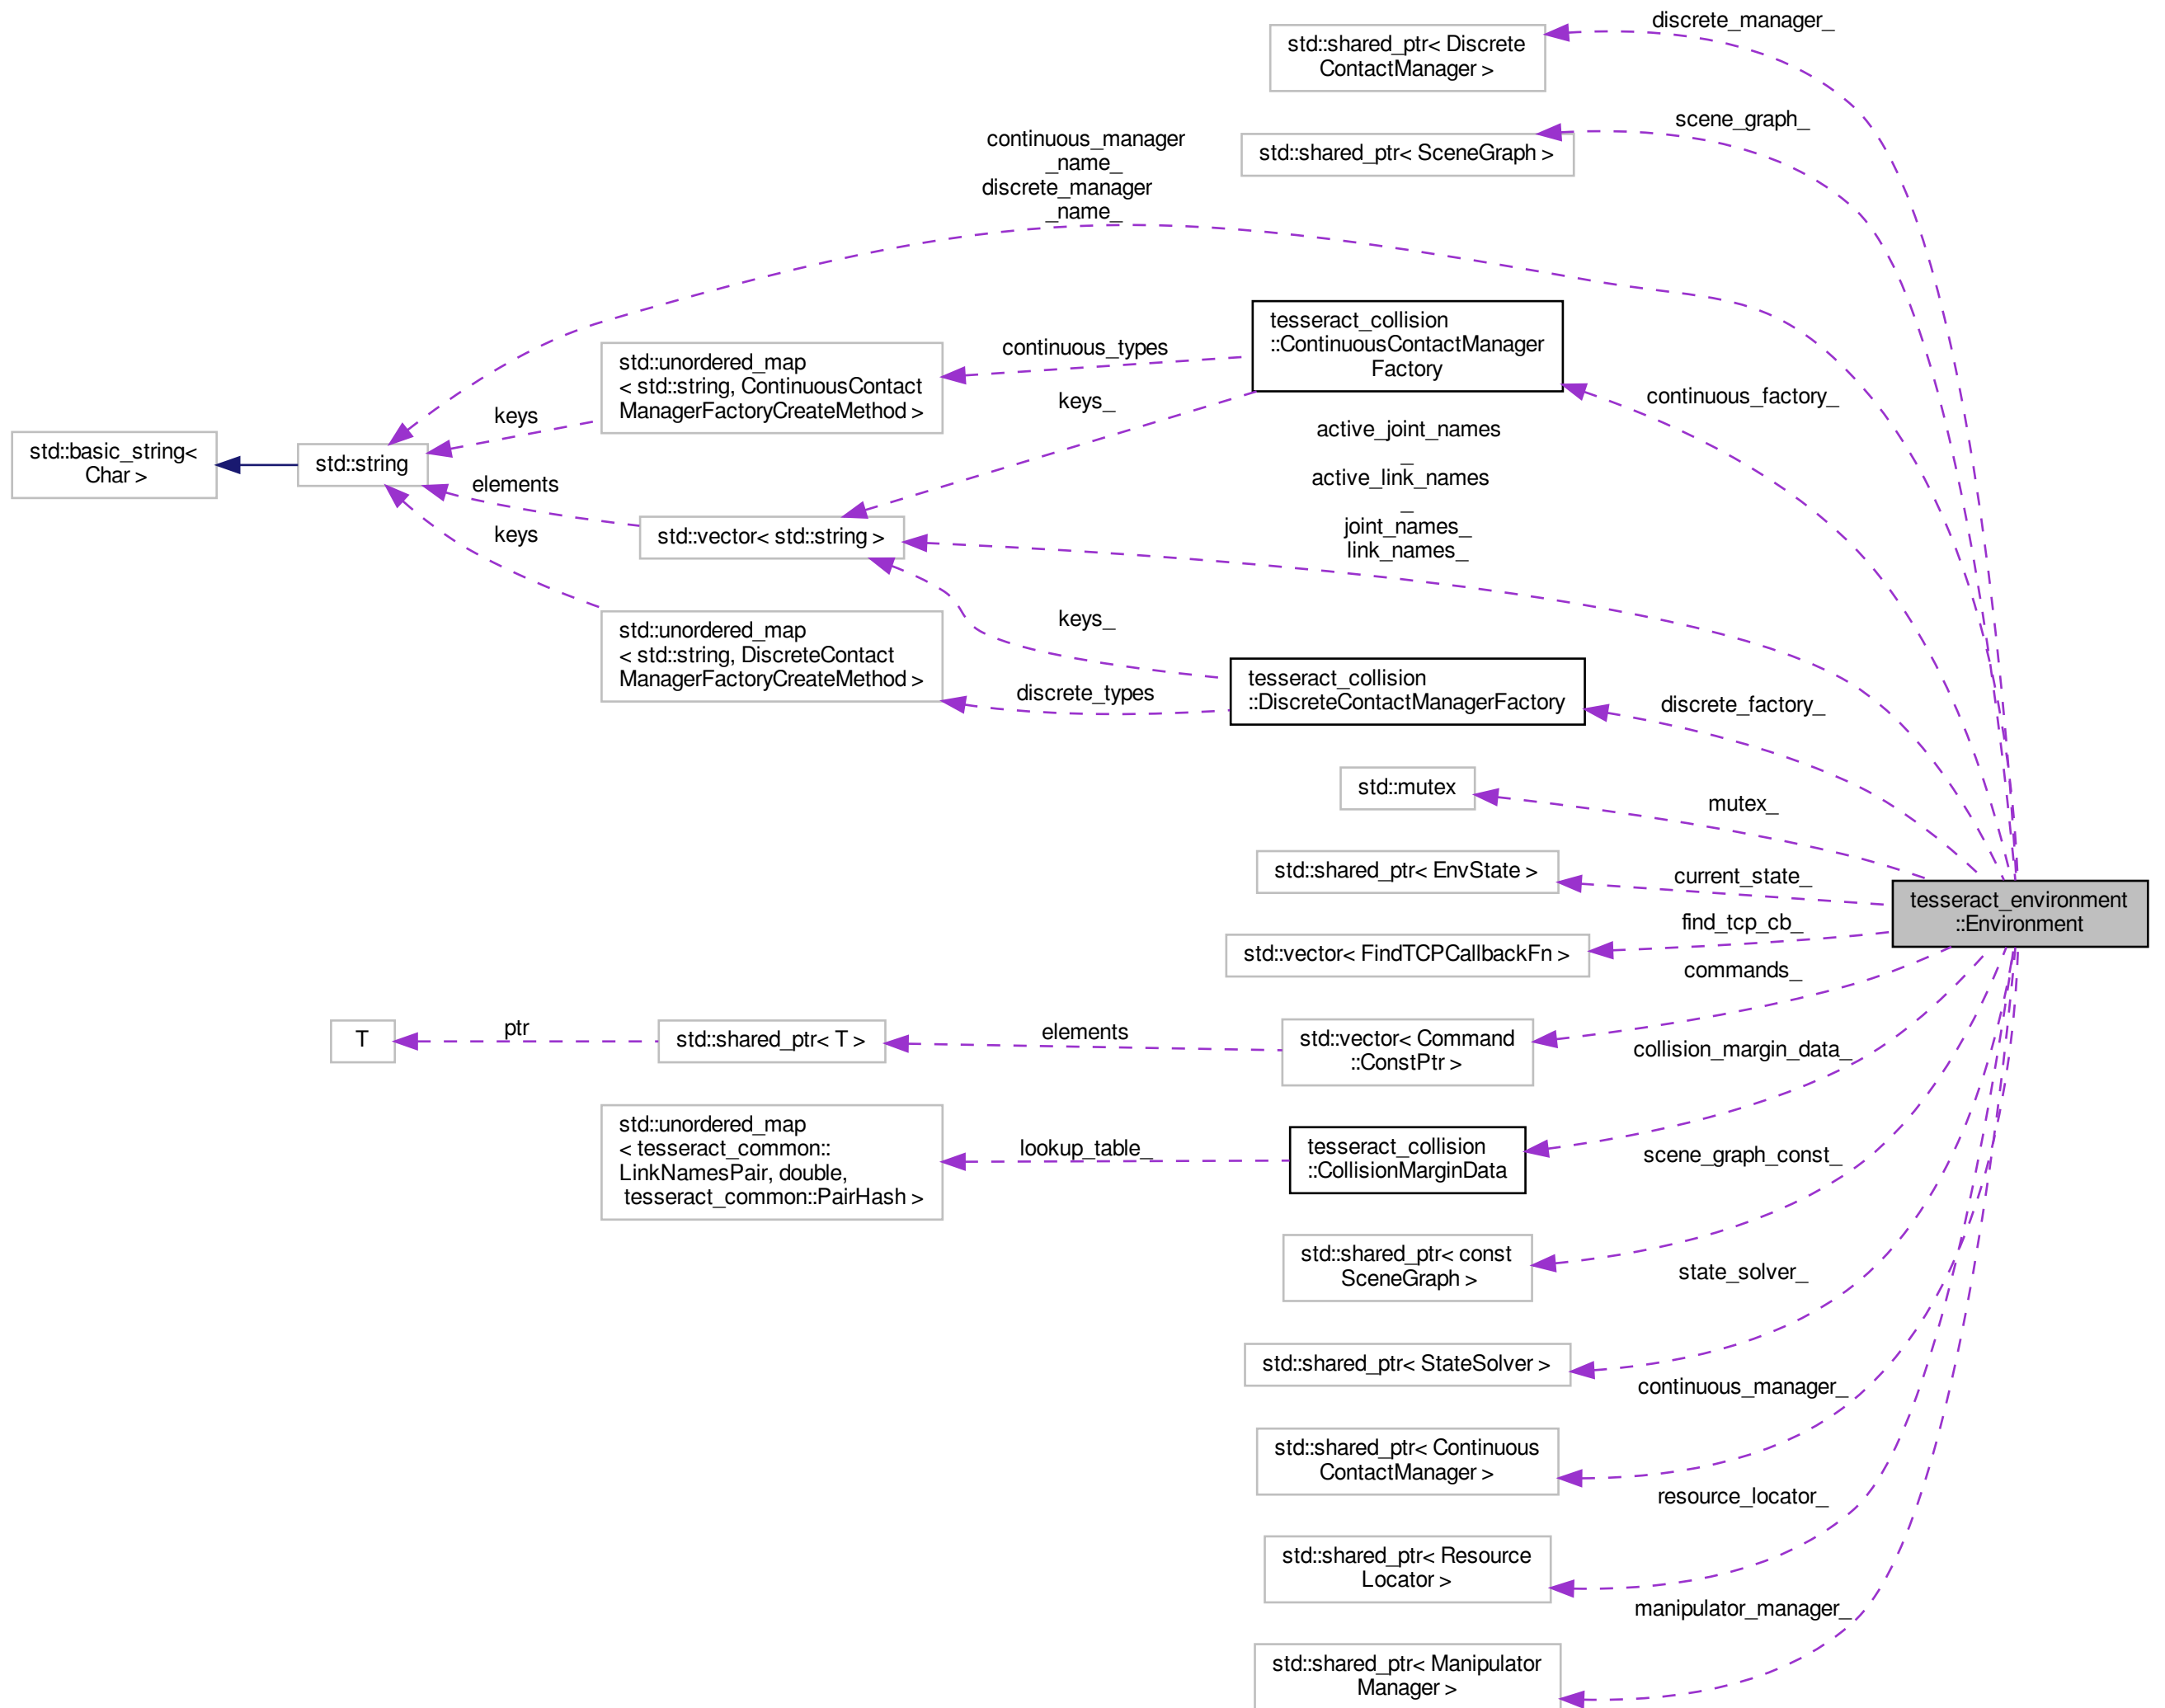 discrete_manager_
std::shared_ptr< Discrete
ContactManager >
scene_graph_
std::shared_ptr< SceneGraph >
continuous_manager
_name_
discrete_manager
_name_
tesseract_collision
::ContinuousContactManager
Factory
continuous_types
std::unordered_map
< std::string, ContinuousContact
ManagerFactoryCreateMethod >
keys_
continuous_factory_
keys
std::basic_string<
Char >
std::string
elements
active_joint_names
_
active_link_names
_
joint_names_
link_names_
std::vector< std::string >
keys
std::unordered_map
< std::string, DiscreteContact
ManagerFactoryCreateMethod >
keys_
discrete_types
tesseract_collision
::DiscreteContactManagerFactory
discrete_factory_
std::mutex
mutex_
std::shared_ptr< EnvState >
current_state_
tesseract_environment
::Environment
find_tcp_cb_
std::vector< FindTCPCallbackFn >
commands_
T
ptr
std::shared_ptr< T >
elements
std::vector< Command
::ConstPtr >
collision_margin_data_
std::unordered_map
< tesseract_common::
LinkNamesPair, double,
tesseract_common::PairHash >
lookup_table_
tesseract_collision
::CollisionMarginData
scene_graph_const_
std::shared_ptr< const
SceneGraph >
state_solver_
std::shared_ptr< StateSolver >
continuous_manager_
std::shared_ptr< Continuous
ContactManager >
resource_locator_
std::shared_ptr< Resource
Locator >
manipulator_manager_
std::shared_ptr< Manipulator
Manager >